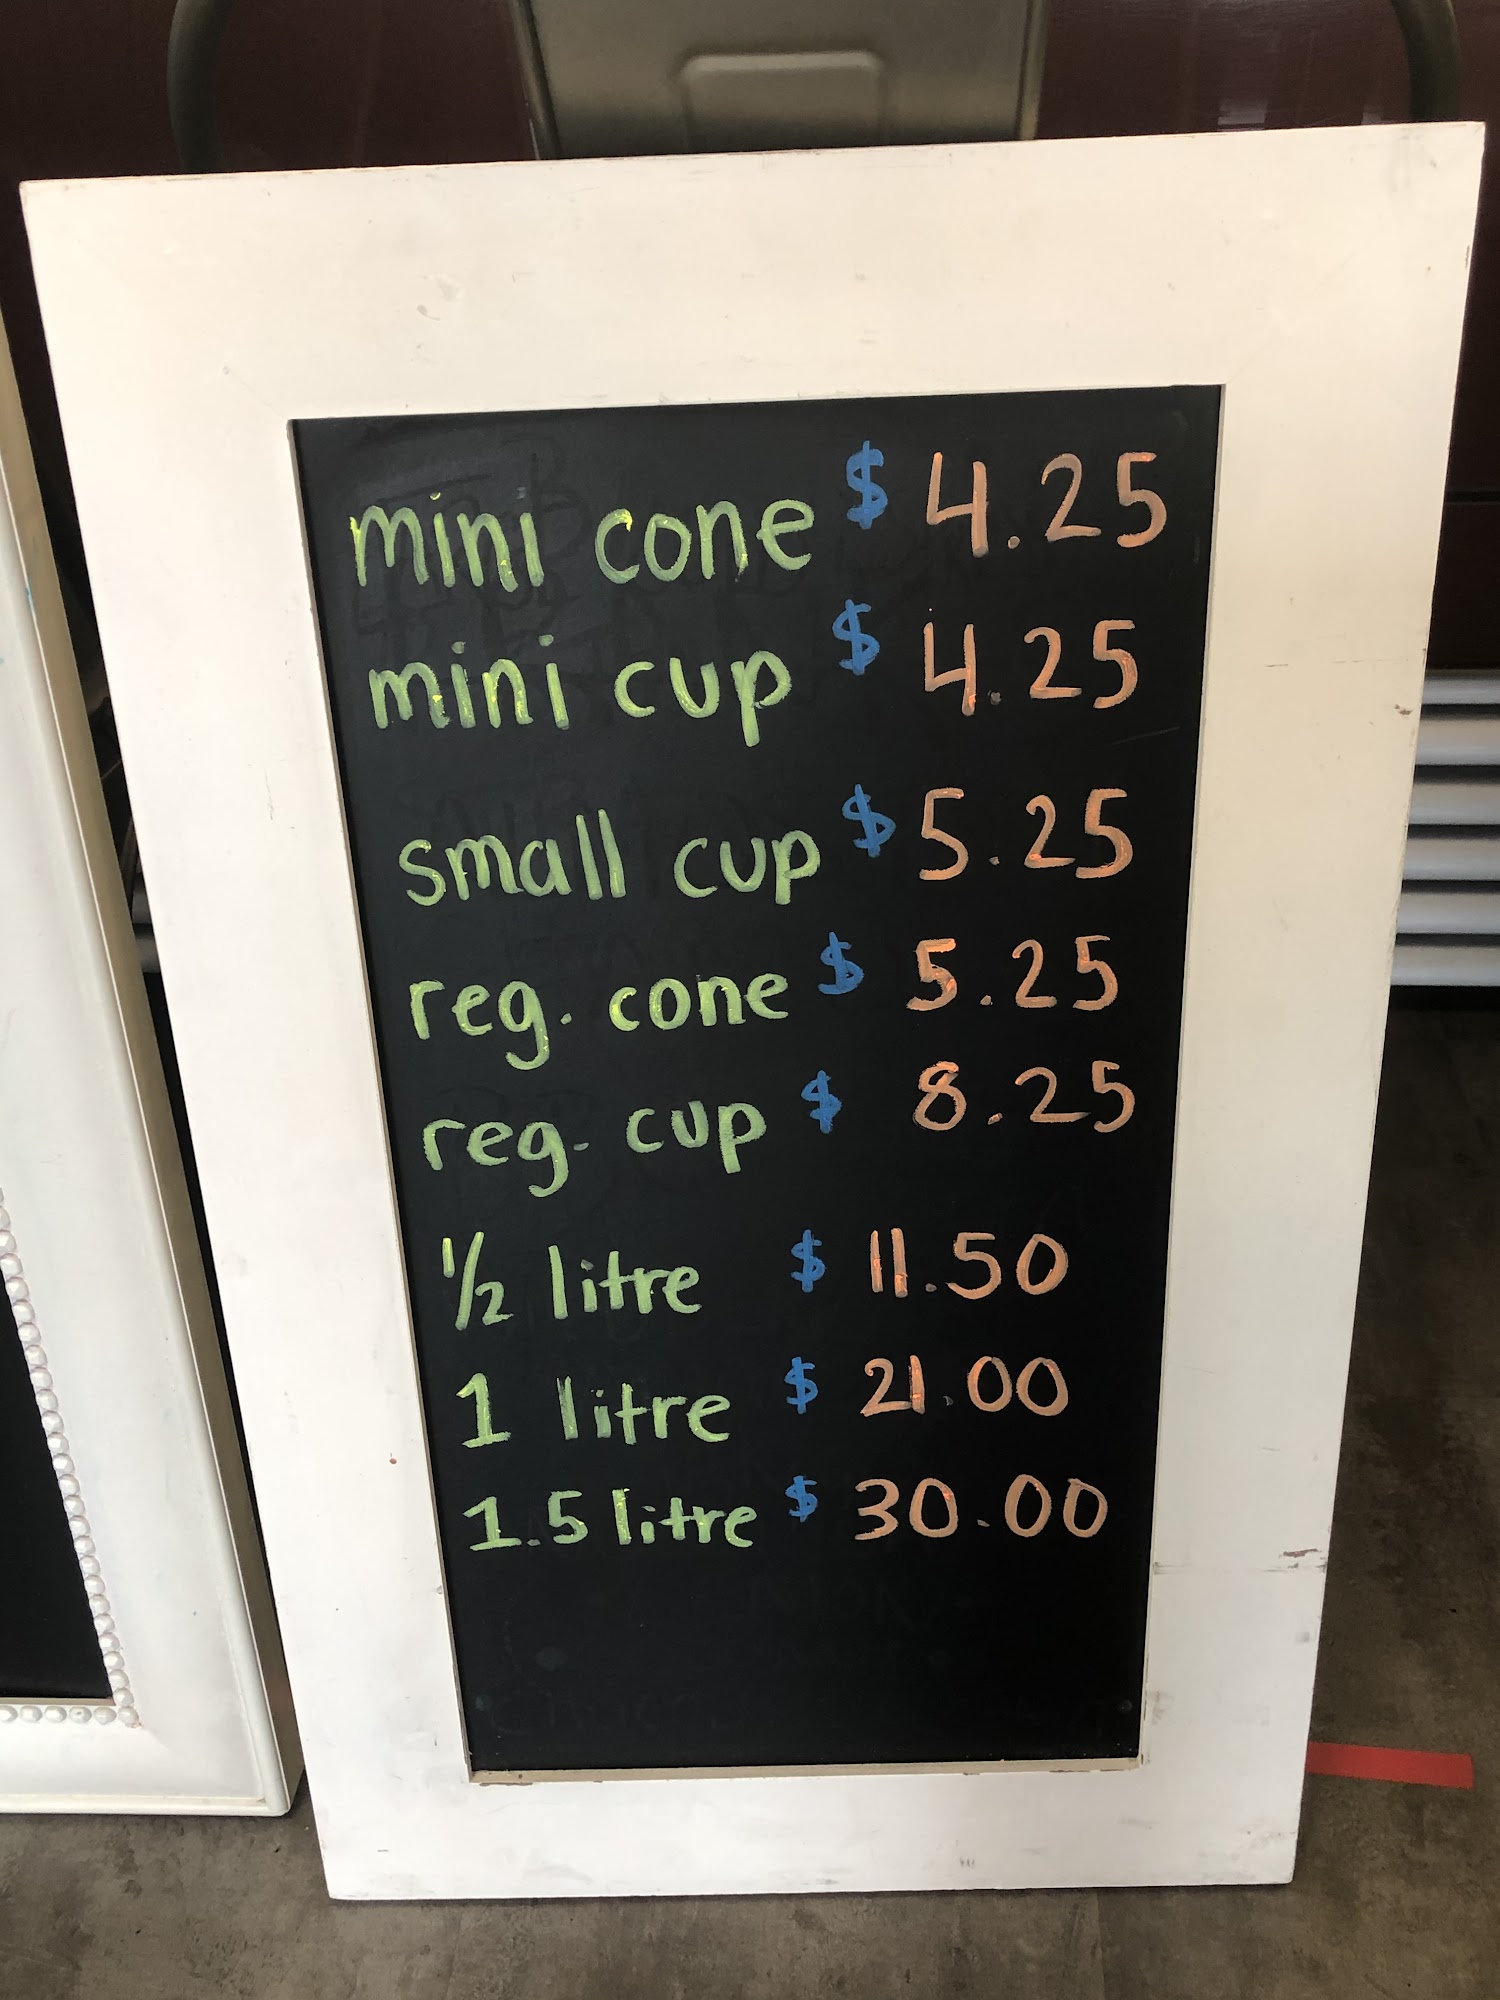 mini cone $ 4.25
mini cup $ 4.25
small cup $ 5.25
reg. cone $ 5.25
reg. cup $ 8.25
1/2 litre $ 11.50
1 litre $ 21.00
1.5 litre $ 30.00